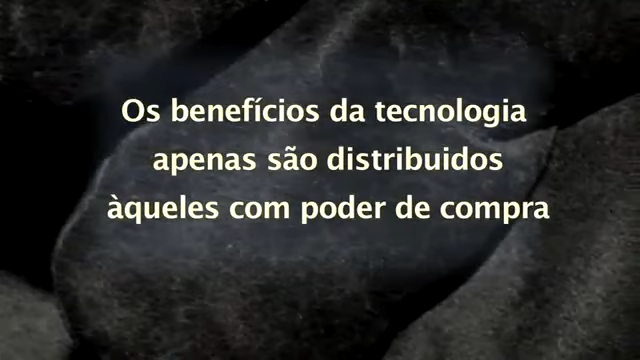 Os benefícios da tecnologia
apenas são distribuidos
àqueles com poder de compra